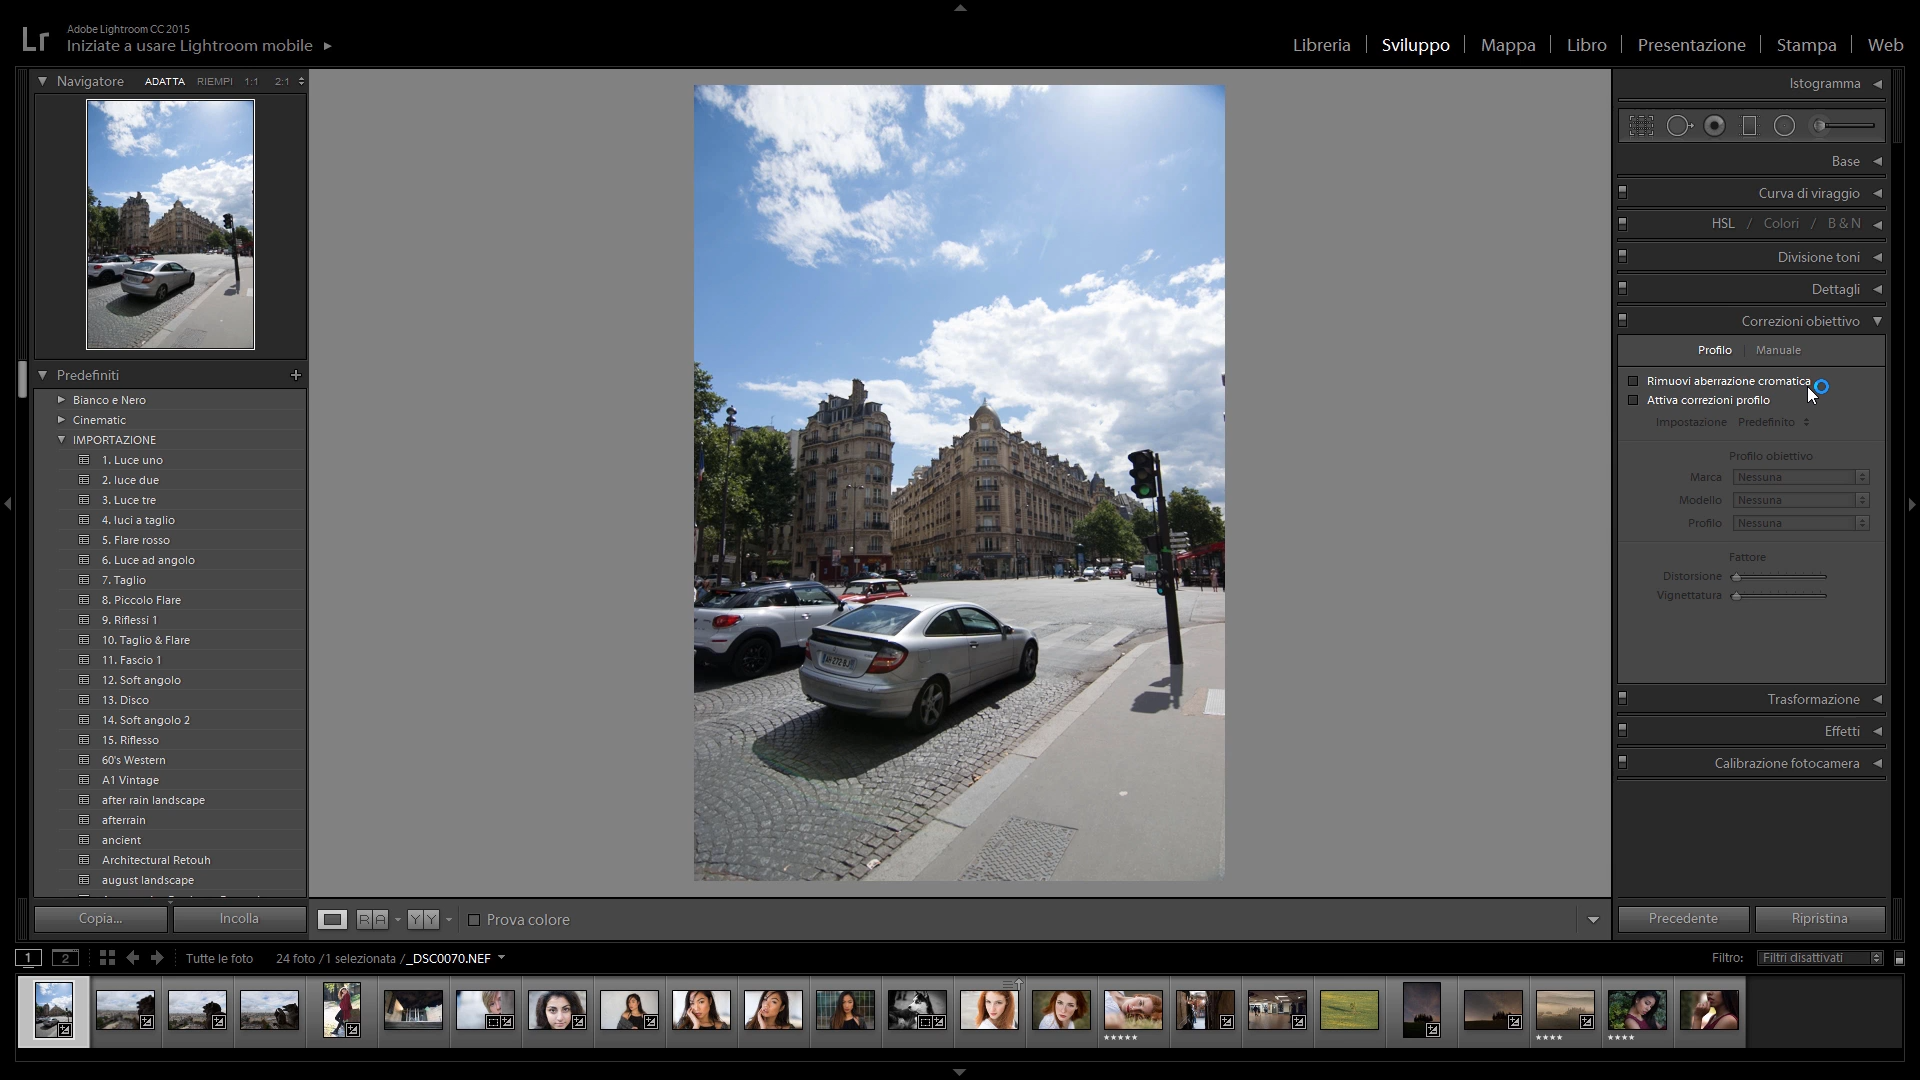 Lr
Adobe Lightroom CC 2015
Iniziate a usare Lightroom mobile
Libreria
Sviluppo
Mappa
Libro
Presentazione
Stampa
Web
Navigatore
ADATTA
RIEMPI
1:1
2:1
Predefiniti
Bianco e Nero
Cinematic
IMPORTAZIONE
1. Luce uno
2. luce due
3. Luce tre
4. luci a taglio
5. Flare rosso
6. Luce ad angolo
7. Taglio
8. Piccolo Flare
9. Riflessi 1
10. Taglio & Flare
11. Fascio 1
12. Soft angolo
13. Disco
14. Soft angolo 2
15. Riflesso
60's Western
A1 Vintage
after rain landscape
afterrain
ancient
Architectural Retouh
august landscape
Copia...
Incolla
R A
Y Y
Prova colore
Istogramma
Base
Curva di viraggio
HSL / Colori / B & N
Divisione toni
Dettagli
Correzioni obiettivo
Profilo
Manuale
Rimuovi aberrazione cromatica
Attiva correzioni profilo
Impostazione Predefinito
Profilo obiettivo
Marca Nessuna
Modello Nessuna
Profilo Nessuna
Fattore
Distorsione
Vignettatura
Trasformazione
Effetti
Calibrazione fotocamera
Precedente
Ripristina
1
2
Tutte le foto
24 foto /1 selezionata /_DSC0070.NEF
Filtro:
Filtri disattivati